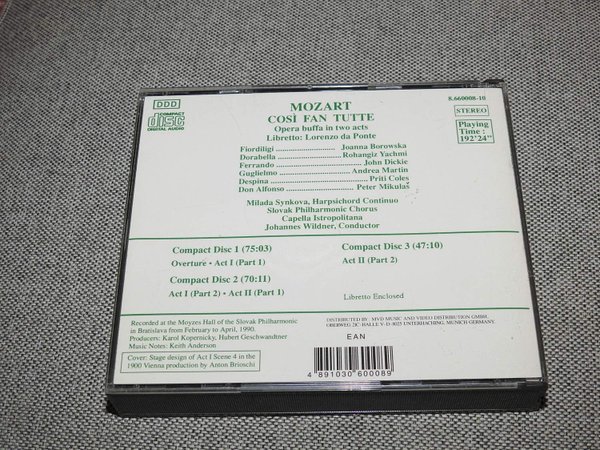 DDD
COMPACT
disc
DIGITAL AUDIO
MOZART
COSÌ FAN TUTTE
Opera buffa in two acts
Libretto: Lorenzo da Ponte
8.660008-10
STEREO
Playing
Time :
192'24"
Fiordiligi .......................... Joanna Borowska
Dorabella ........................ Rohangiz Yachmi
Ferrando ................................ John Dickie
Guglielmo ........................... Andrea Martin
Despina ................................... Priti Coles
Don Alfonso ....................... Peter Mikulaš
Milada Synkova, Harpsichord Continuo
Slovak Philharmonic Chorus
Capella Istropolitana
Johannes Wildner, Conductor
Compact Disc 1 (75:03)
Overture • Act I (Part 1)
Compact Disc 2 (70:11)
Act I (Part 2) • Act II (Part 1)
Compact Disc 3 (47:10)
Act II (Part 2)
Libretto Enclosed
Recorded at the Moyzes Hall of the Slovak Philharmonic
in Bratislava from February to April, 1990.
Producers: Karol Kopernicky, Hubert Geschwandtner
Music Notes: Keith Anderson
Cover: Stage design of Act I Scene 4 in the
1900 Vienna production by Anton Brioschi
DISTRIBUTED BY: MVD MUSIC AND VIDEO DISTRIBUTION GMBH,
OBERWEG 21C- HALLE V- D-8025 UNTERHACHING, MUNICH GERMANY.
EAN
4 891030 600089